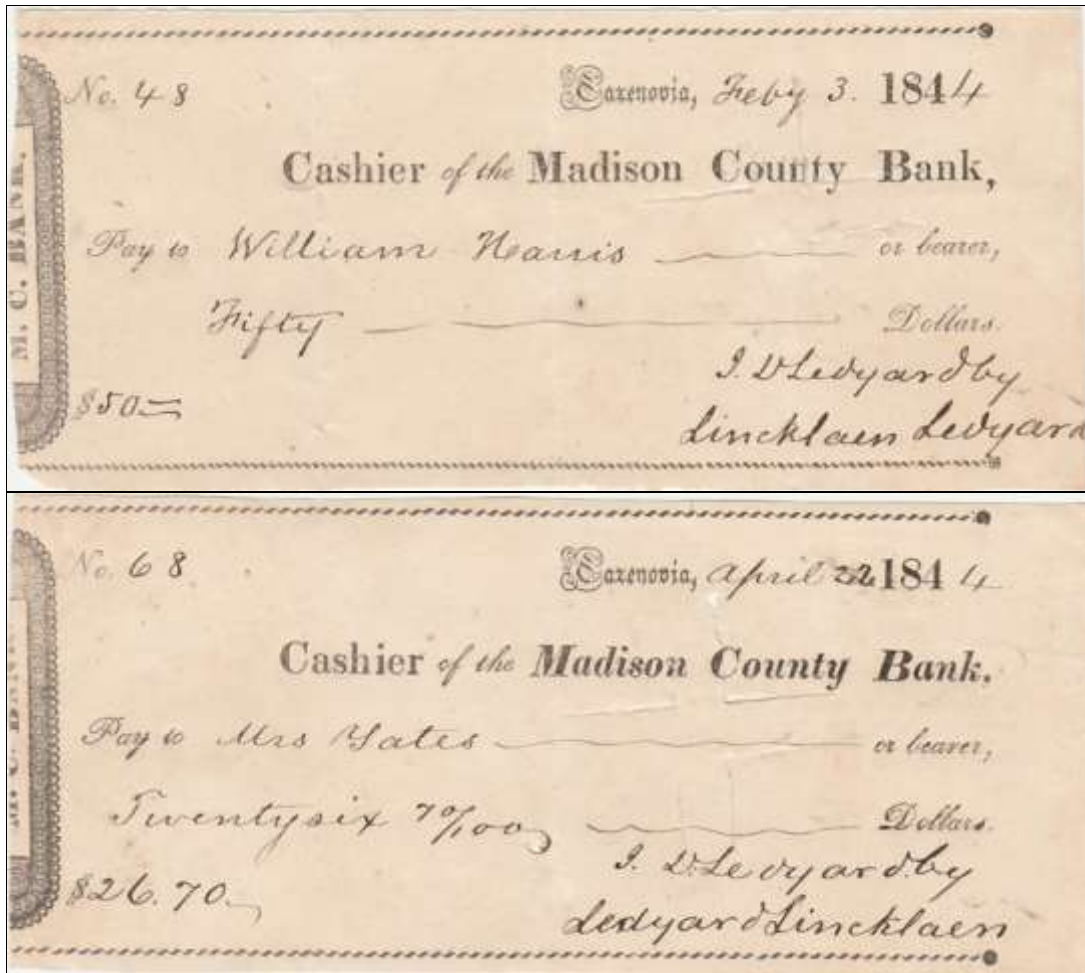 M. C. BANK.
No. 48 Cazenovia, Feby 3. 1844
Cashier of the Madison County Bank,
Pay to William Harris or bearer,
Fifty Dollars.
J. D Ledyard by
$50
Lincklaen Ledyard
No. 68 Cazenovia, April 22 1844
Cashier of the Madison County Bank.
Pay to Mrs Yates or bearer,
Twentysix 70/100 Dollars.
J. D. Ledyard by
$26.70.
Ledyard Lincklaen